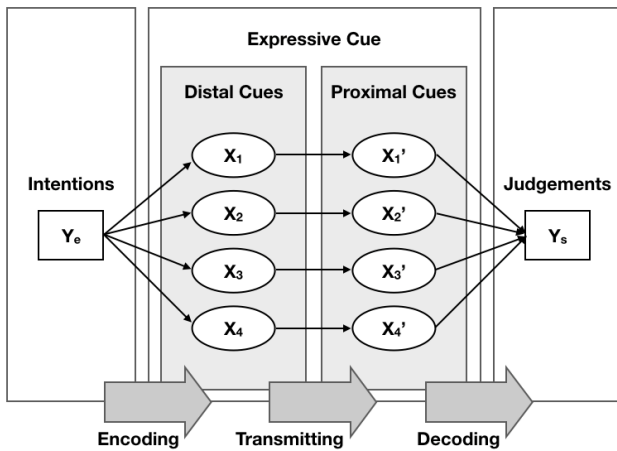 Expressive Cue
Distal Cues Proximal Cues
X₁ X₁’
Intentions X₂ X₂’ Judgements
Yₑ Yₛ
X₃ X₃’
X₄ X₄’
Encoding Transmitting Decoding